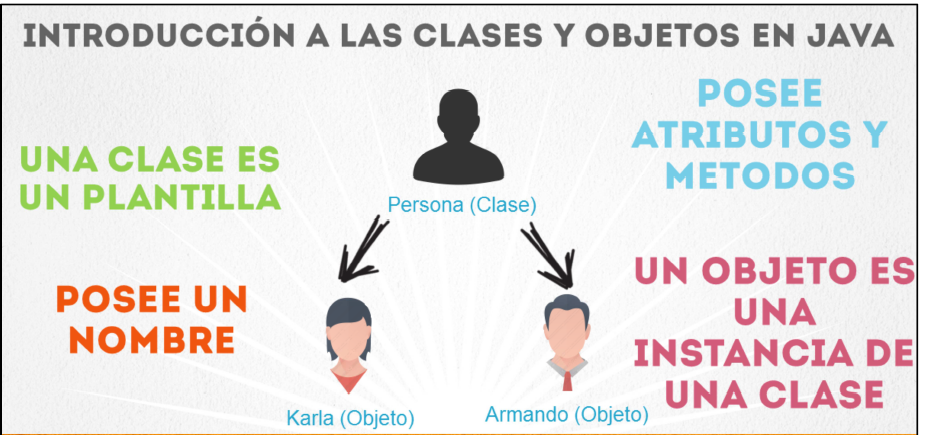 INTRODUCCIÓN A LAS CLASES Y OBJETOS EN JAVA
UNA CLASE ES
UN PLANTILLA
POSEE
ATRIBUTOS Y
METODOS
Persona (Clase)
POSEE UN
NOMBRE
UN OBJETO ES
UNA
INSTANCIA DE
UNA CLASE
Karla (Objeto)
Armando (Objeto)